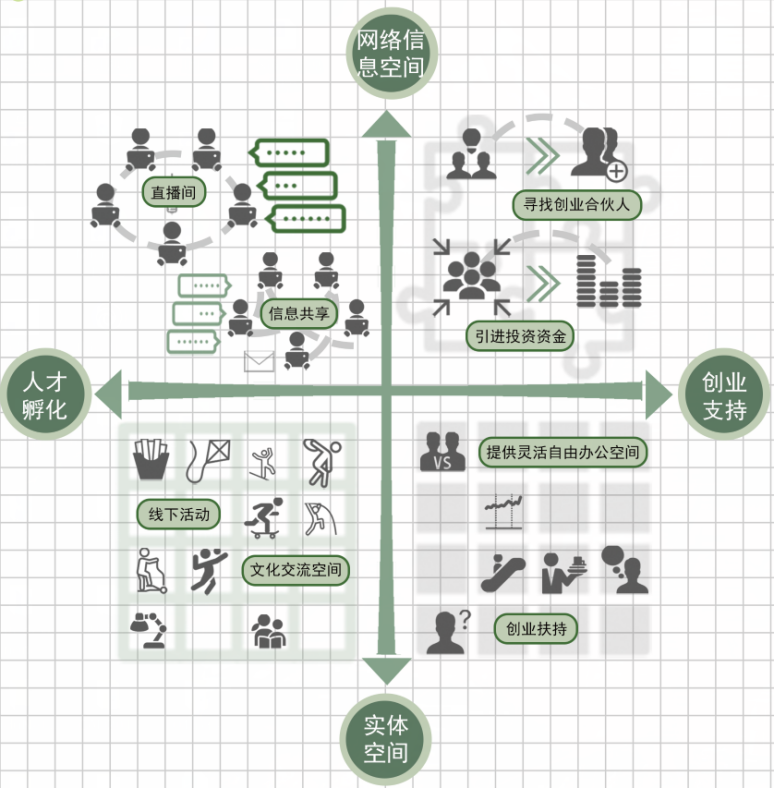 网络信
息空间
直播间
寻找创业合伙人
信息共享
引进投资资金
人才
孵化
创业
支持
VS
提供灵活自由办公空间
线下活动
文化交流空间
?
创业扶持
实体
空间